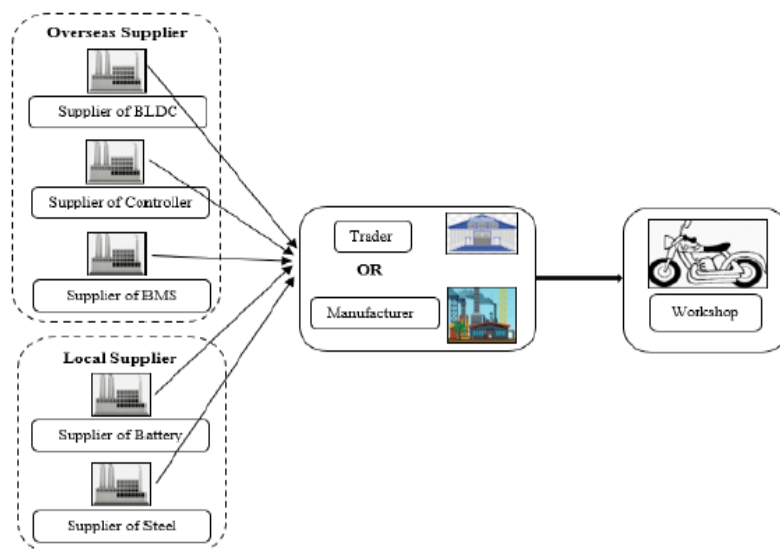 Overseas Supplier
Supplier of BLDC
Supplier of Controller
Supplier of BMS
Local Supplier
Supplier of Battery
Supplier of Steel
Trader
OR
Manufacturer
Workshop